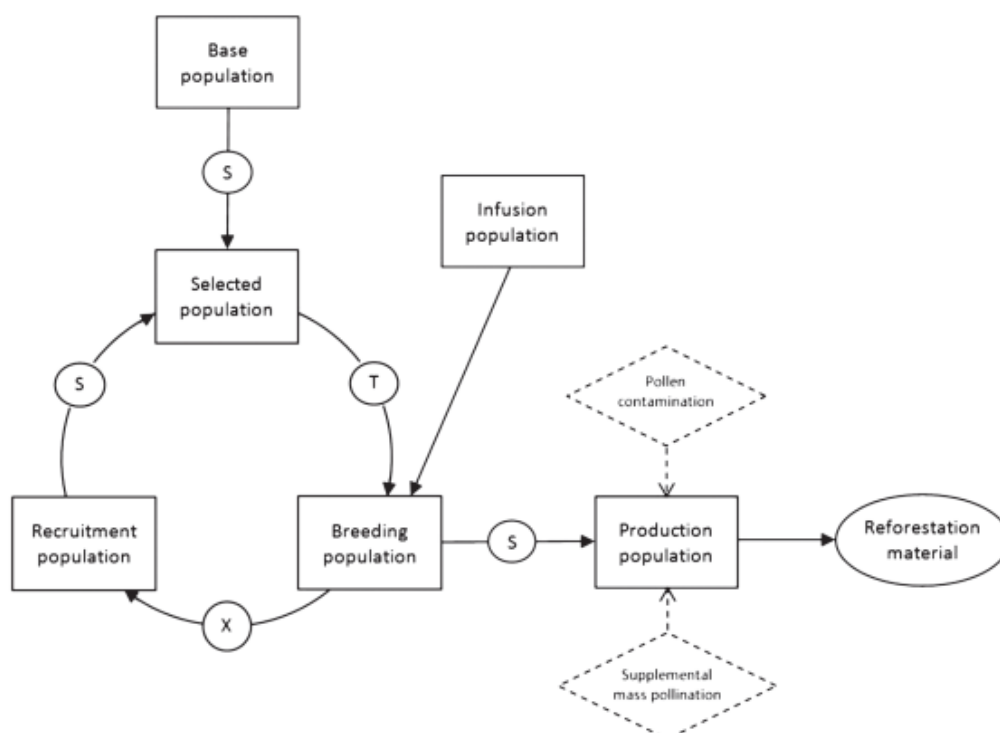 Base
population
S
Infusion
population
Selected
population
S
T
Pollen
contamination
Recruitment
population
Breeding
population
S
Production
population
Reforestation
material
X
Supplemental
mass pollination